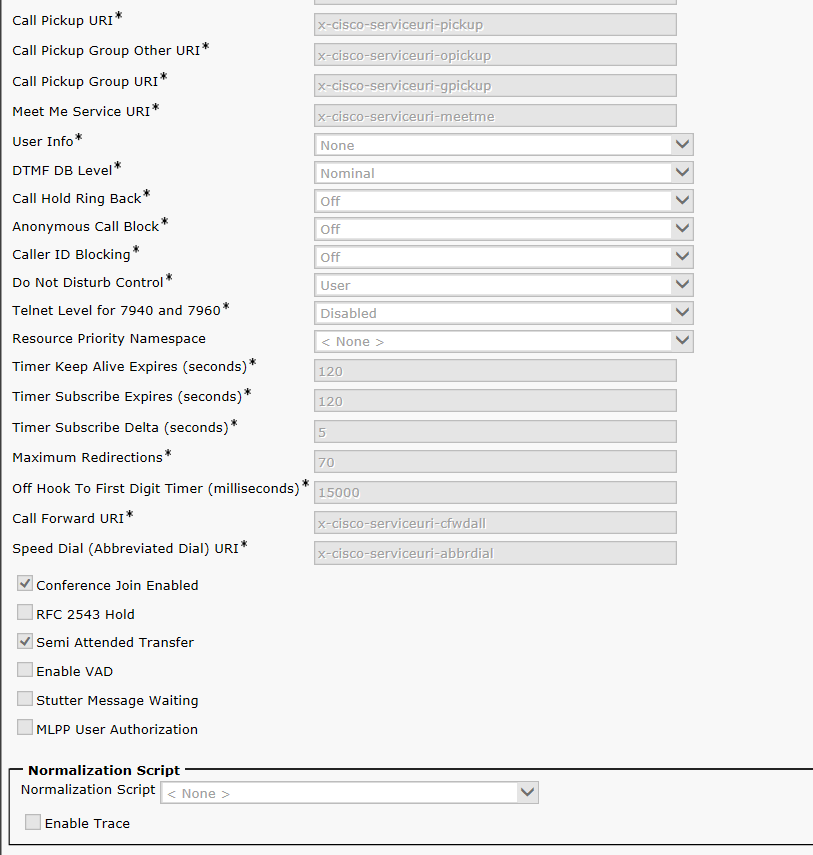 Call Pickup URI* x-cisco-serviceuri-pickup
Call Pickup Group Other URI* x-cisco-serviceuri-opickup
Call Pickup Group URI* x-cisco-serviceuri-gpickup
Meet Me Service URI* x-cisco-serviceuri-meetme
User Info* None
DTMF DB Level* Nominal
Call Hold Ring Back* Off
Anonymous Call Block* Off
Caller ID Blocking* Off
Do Not Disturb Control* User
Telnet Level for 7940 and 7960* Disabled
Resource Priority Namespace < None >
Timer Keep Alive Expires (seconds)* 120
Timer Subscribe Expires (seconds)* 120
Timer Subscribe Delta (seconds)* 5
Maximum Redirections* 70
Off Hook To First Digit Timer (milliseconds)* 15000
Call Forward URI* x-cisco-serviceuri-cfwdall
Speed Dial (Abbreviated Dial) URI* x-cisco-serviceuri-abbrdial
Conference Join Enabled
RFC 2543 Hold
Semi Attended Transfer
Enable VAD
Stutter Message Waiting
MLPP User Authorization
Normalization Script
Normalization Script < None >
Enable Trace